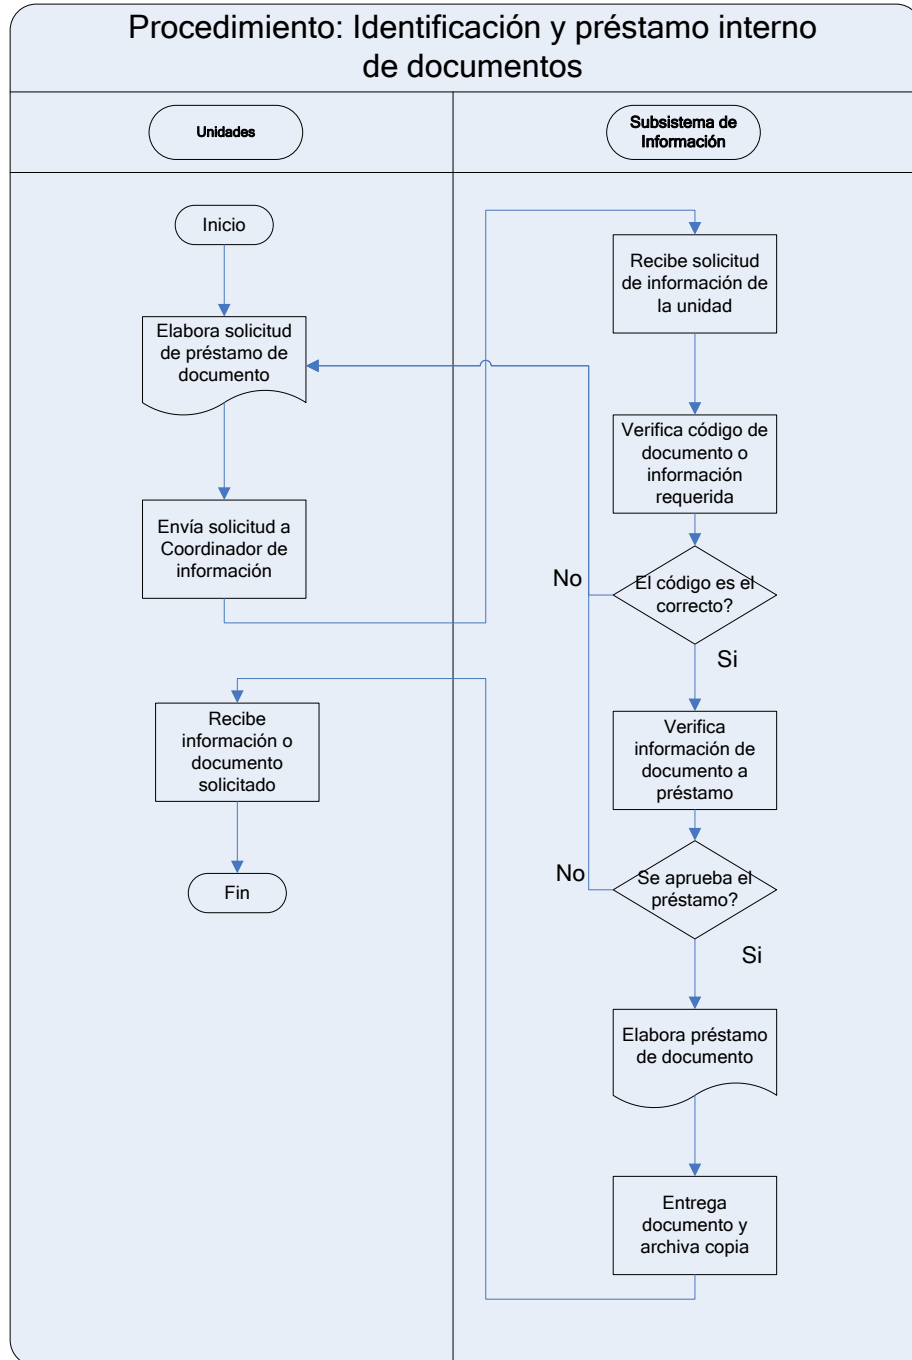 Procedimiento: Identificación y préstamo interno
de documentos
Unidades
Subsistema de
Información
Inicio
Elabora solicitud
de préstamo de
documento
Envía solicitud a
Coordinador de
información
Recibe
información o
documento
solicitado
Fin
Recibe solicitud
de información de
la unidad
Verifica código de
documento o
información
requerida
El código es el
correcto?
No
Si
Verifica
información de
documento a
préstamo
Se aprueba el
préstamo?
No
Si
Elabora préstamo
de documento
Entrega
documento y
archiva copia